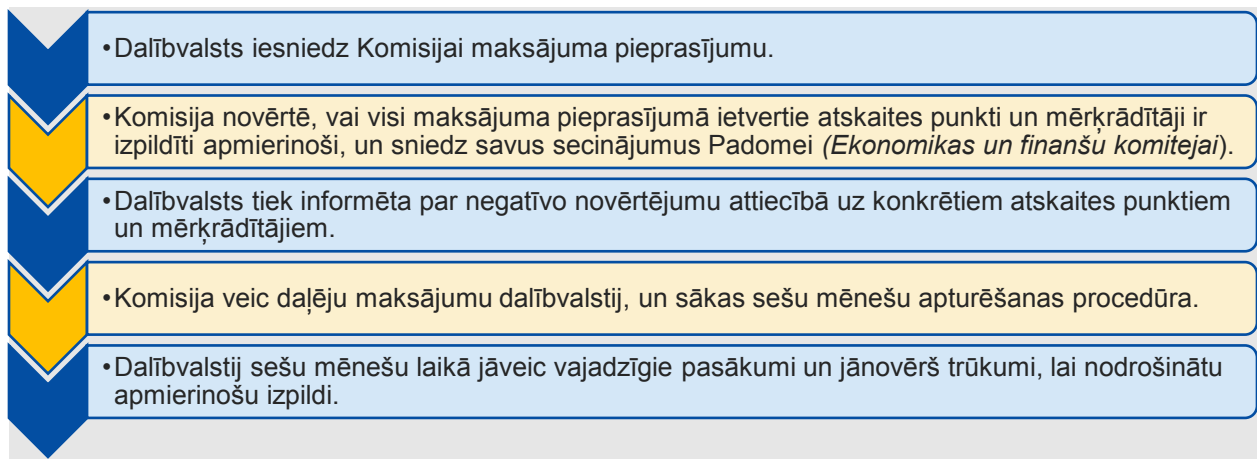 •Dalībvalsts iesniedz Komisijai maksājuma pieprasījumu.
•Komisija novērtē, vai visi maksājuma pieprasījumā ietvertie atskaites punkti un mērķrādītāji ir
izpildīti apmierinoši, un sniedz savus secinājumus Padomei (Ekonomikas un finanšu komitejai).
•Dalībvalsts tiek informēta par negatīvo novērtējumu attiecībā uz konkrētiem atskaites punktiem
un mērķrādītājiem.
•Komisija veic daļēju maksājumu dalībvalstij, un sākas sešu mēnešu apturēšanas procedūra.
•Dalībvalstij sešu mēnešu laikā jāveic vajadzīgie pasākumi un jānovērš trūkumi, lai nodrošinātu
apmierinošu izpildi.